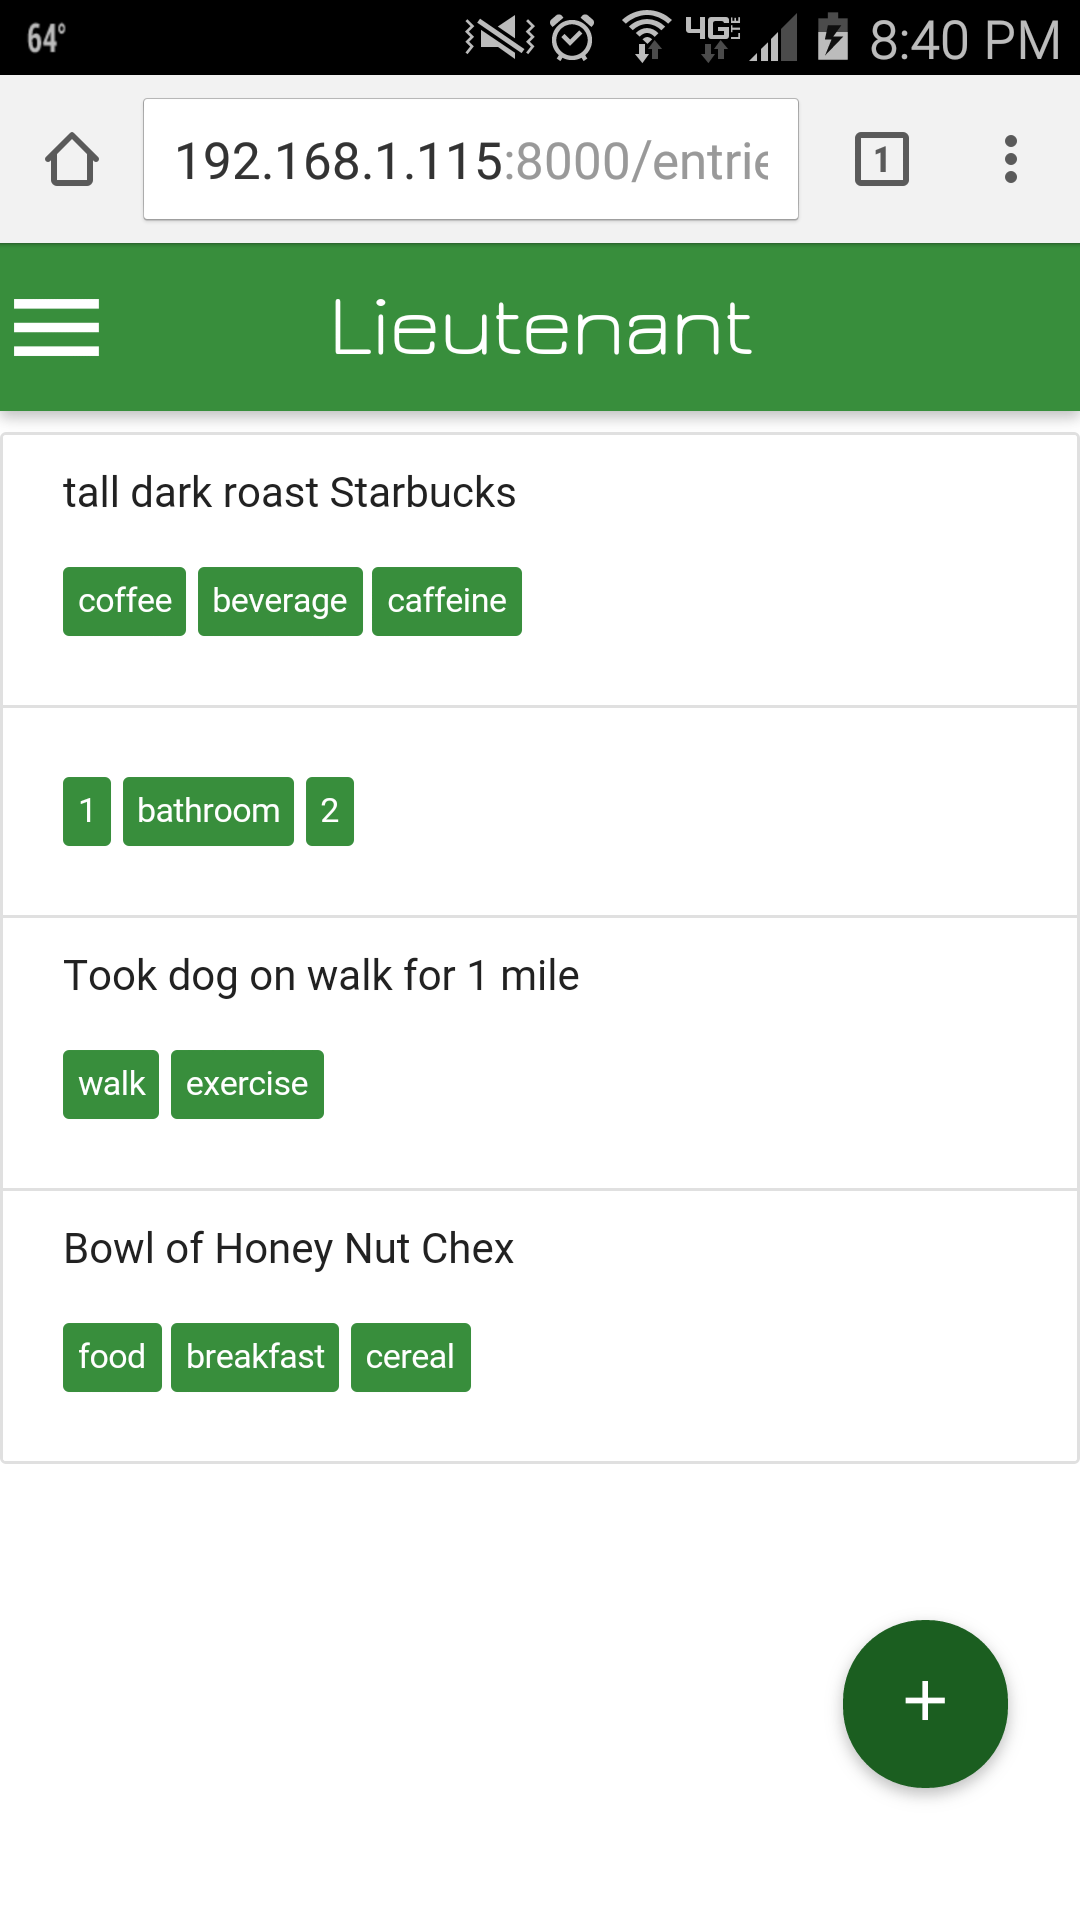 64°
4G LTE
8:40 PM
192.168.1.115:8000/entrie
1
Lieutenant
tall dark roast Starbucks
coffee beverage caffeine
1 bathroom 2
Took dog on walk for 1 mile
walk exercise
Bowl of Honey Nut Chex
food breakfast cereal
+